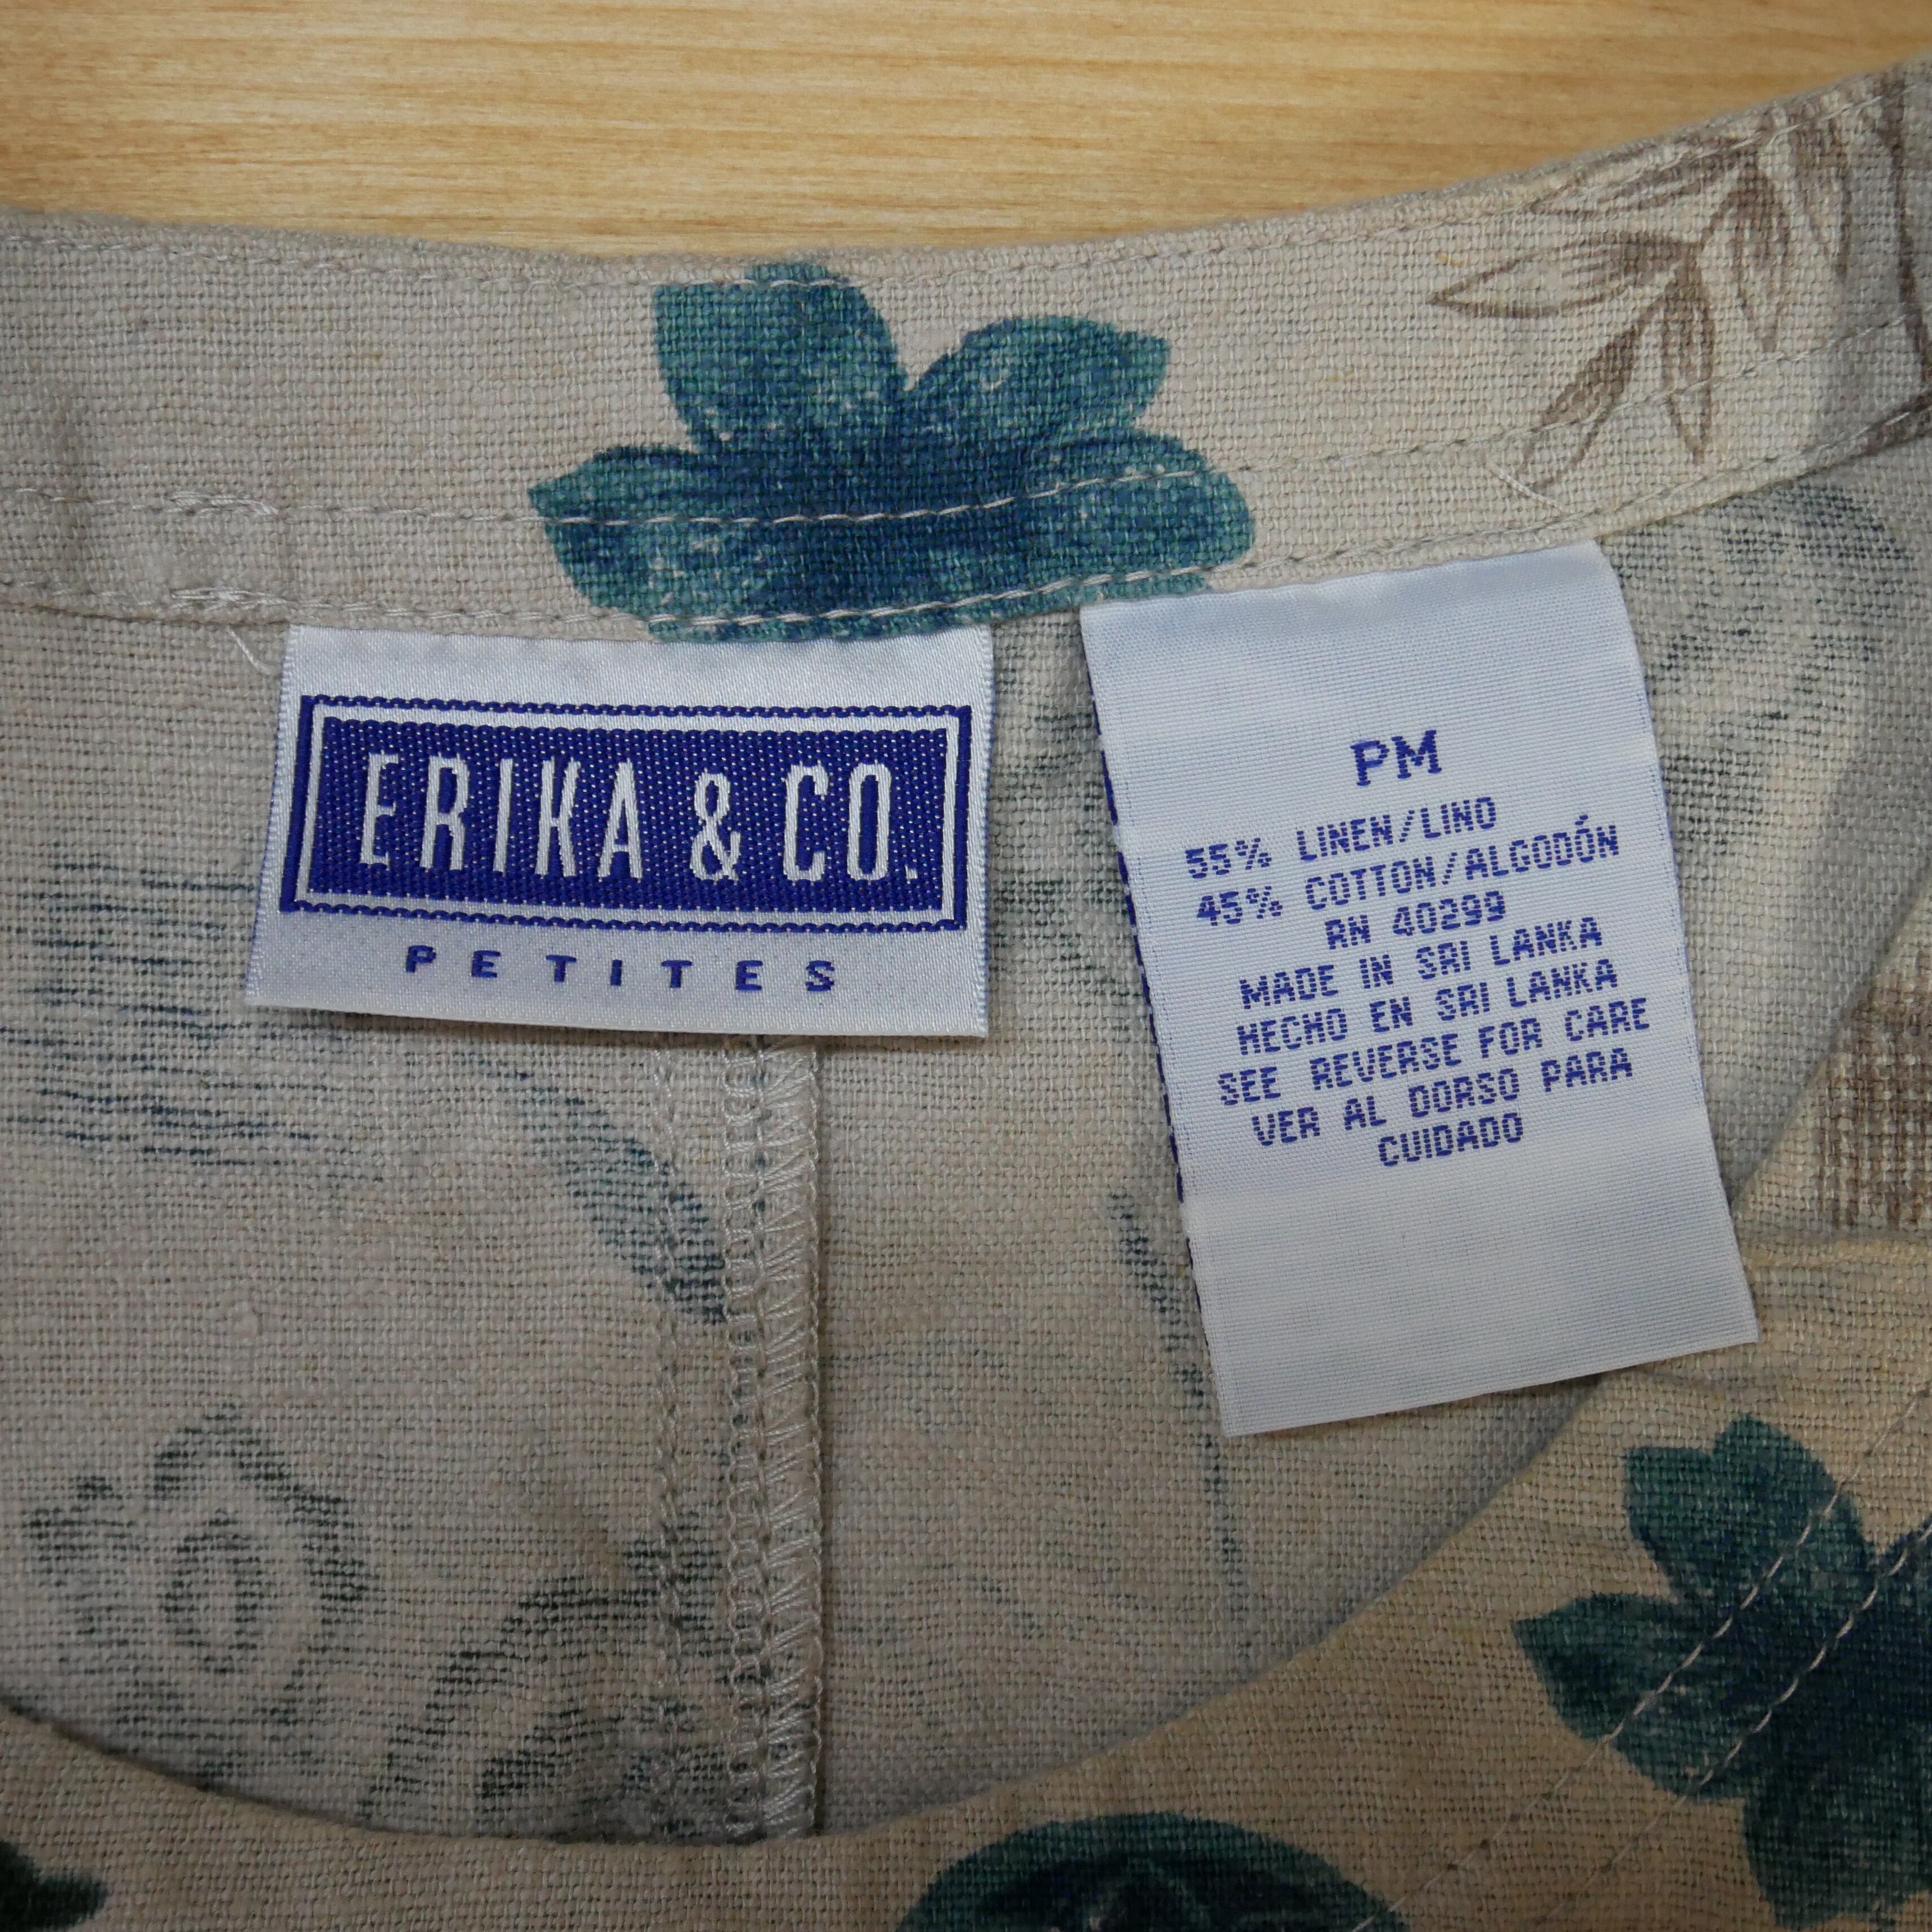 ERIKA & CO.
PETITES
PM
55% LINEN/LINO
45% COTTON/ALGODÓN
RN 40299
MADE IN SRI LANKA
HECHO EN SRI LANKA
SEE REVERSE FOR CARE
VER AL DORSO PARA
CUIDADO